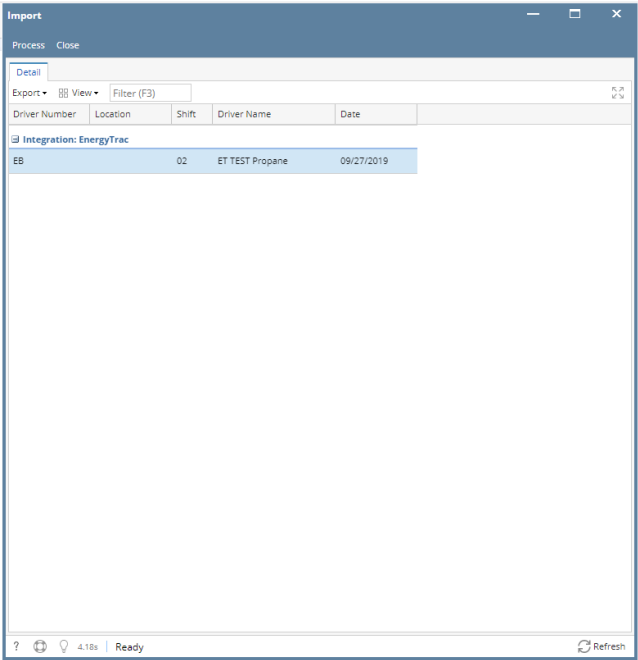 Import
Process Close
Detail
Export View Filter (F3)
Driver Number Location Shift Driver Name Date
Integration: EnergyTrac
EB 02 ET TEST Propane 09/27/2019
? 4.18s Ready Refresh